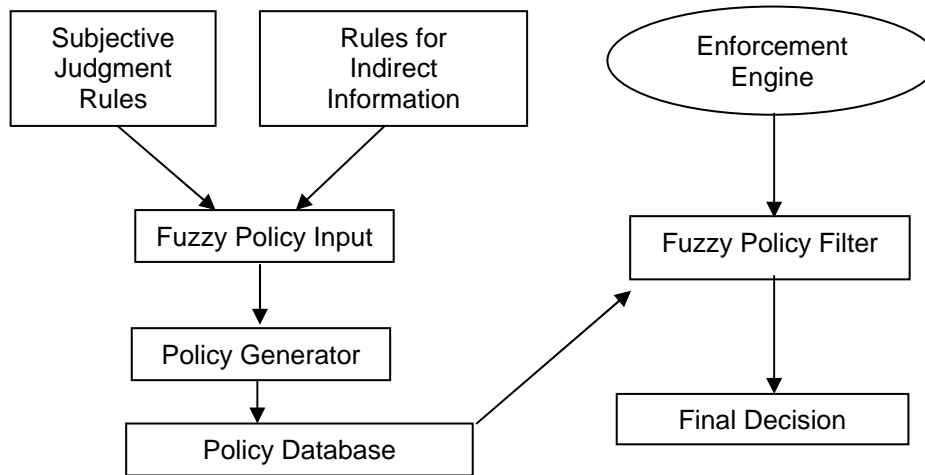 Subjective
Judgment
Rules
Rules for
Indirect
Information
Enforcement
Engine
Fuzzy Policy Input
Fuzzy Policy Filter
Policy Generator
Policy Database
Final Decision